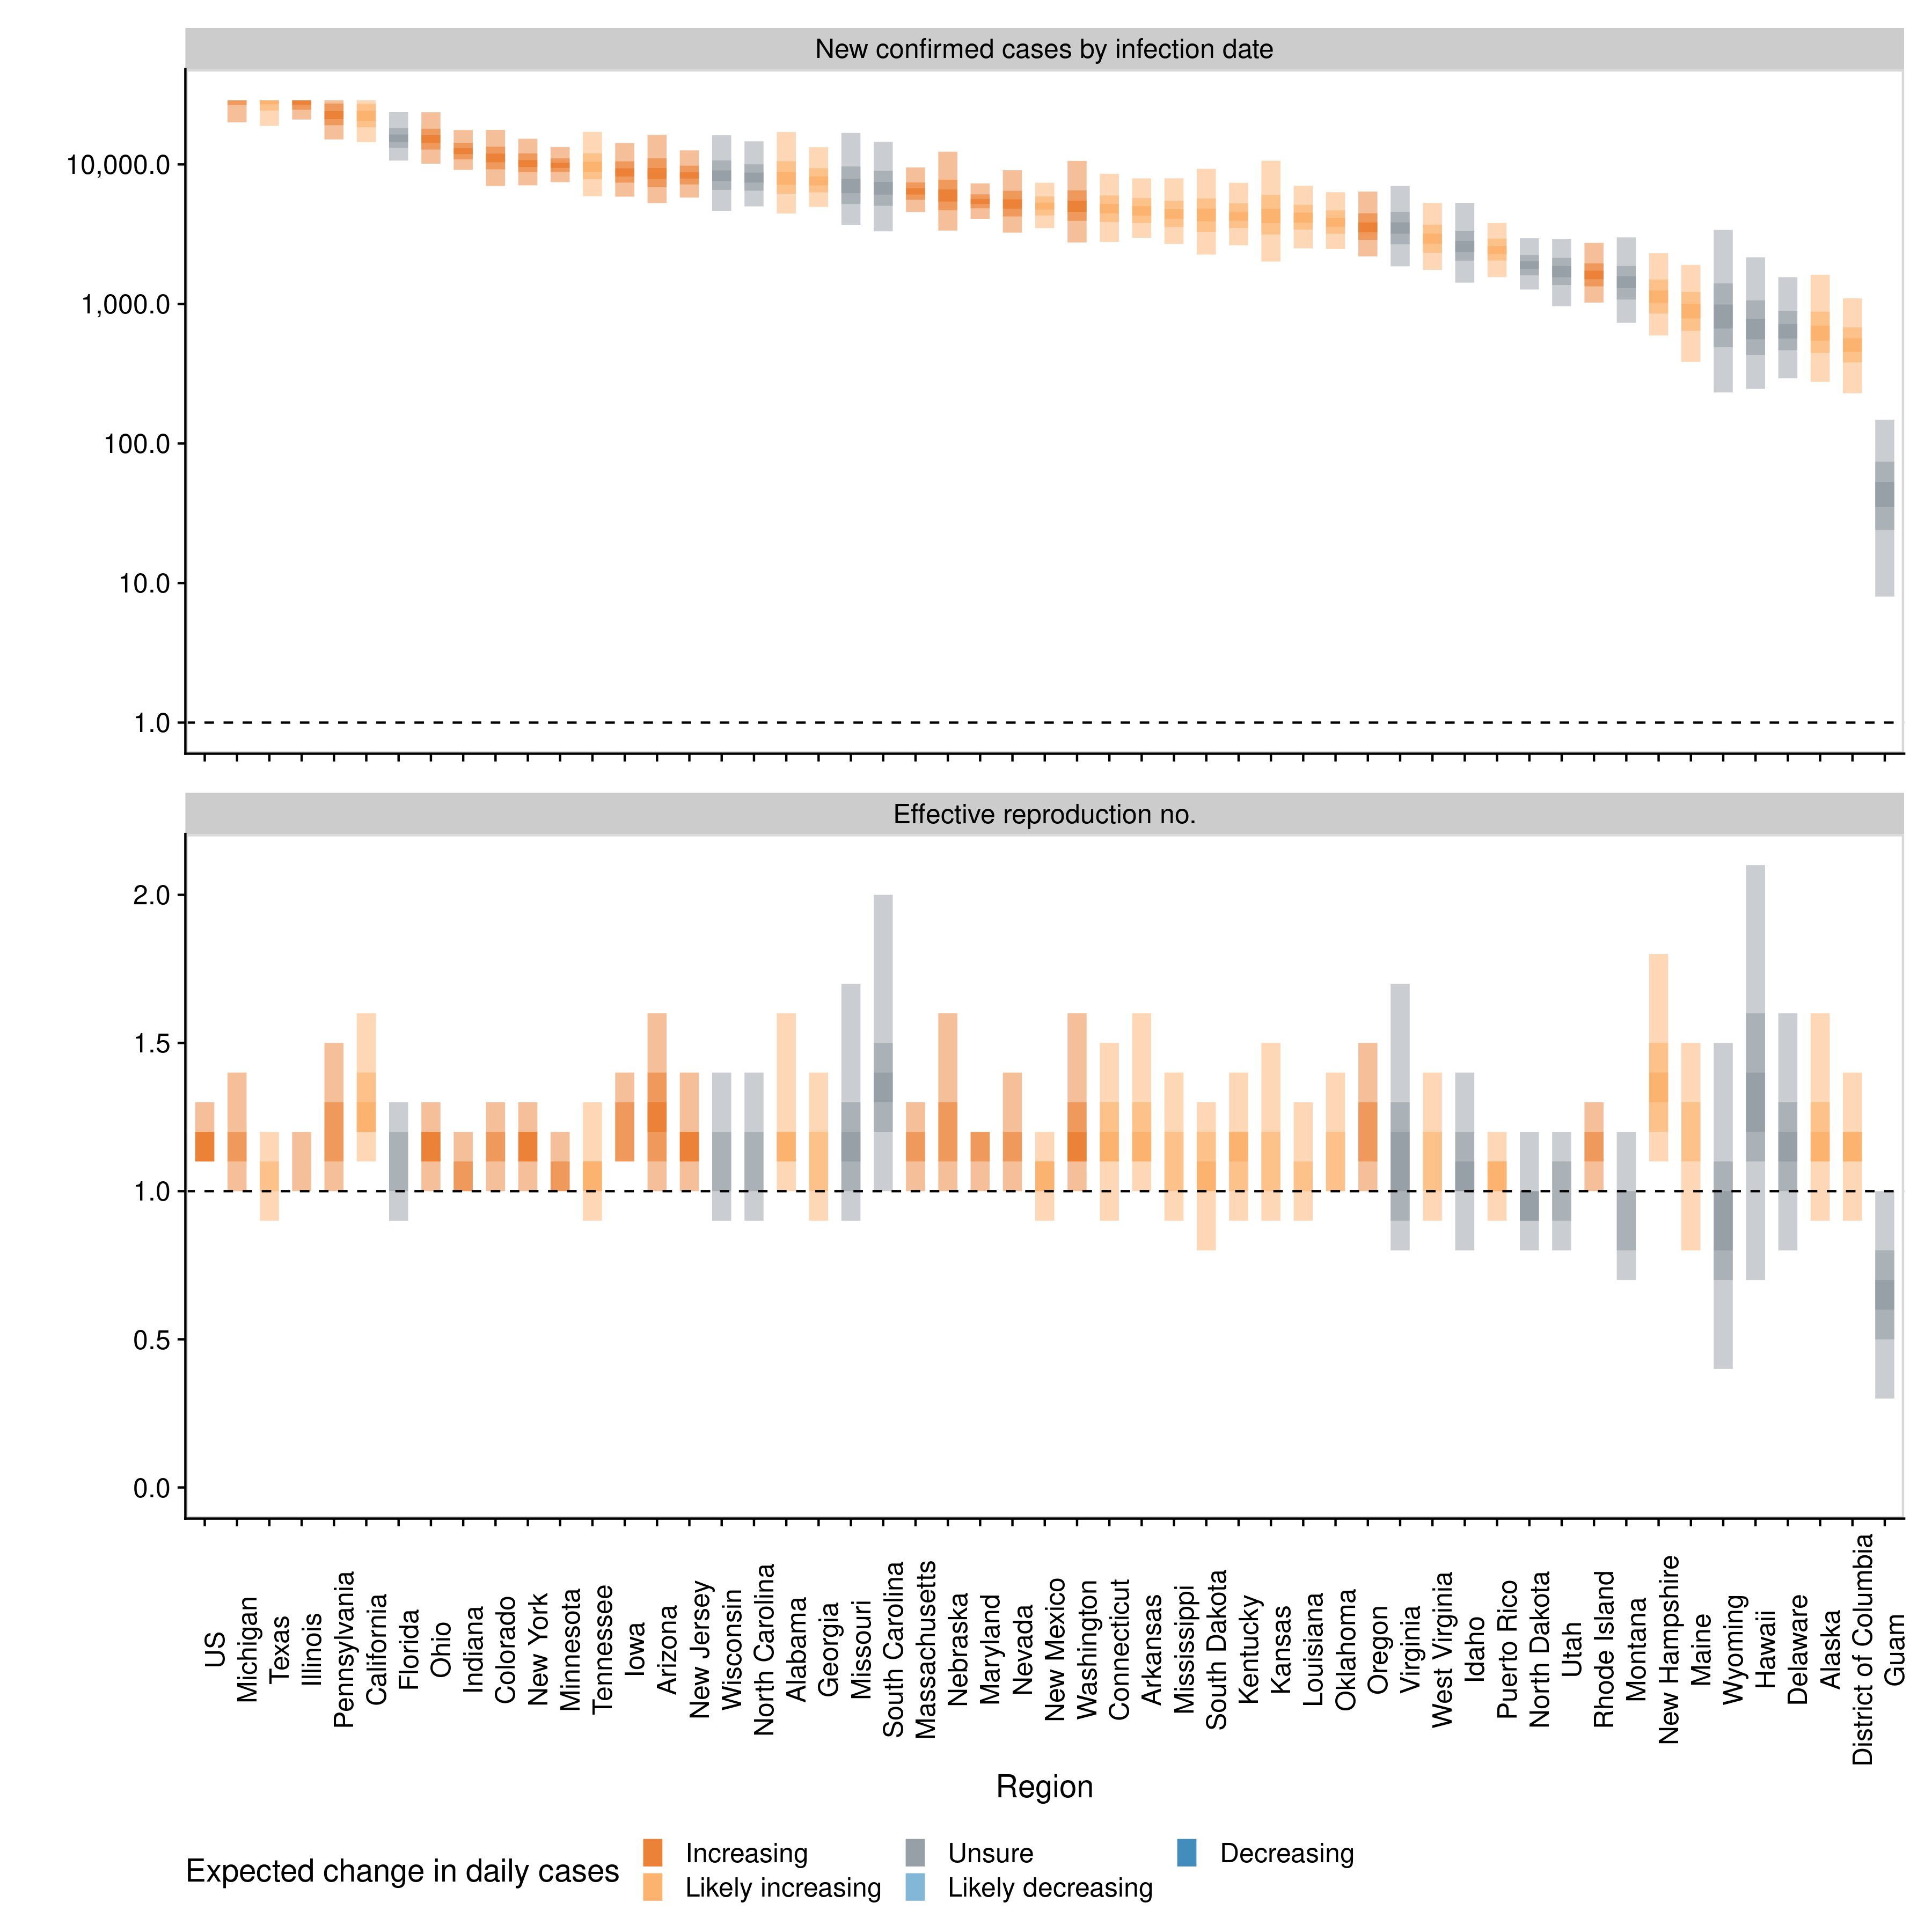 New confirmed cases by infection date
10,000.0
1,000.0
100.0
10.0
1.0
Effective reproduction no.
2.0
1.5
1.0
0.5
0.0
US
Michigan
Texas
Illinois
Pennsylvania
California
Florida
Ohio
Indiana
Colorado
New York
Minnesota
Tennessee
Iowa
Arizona
New Jersey
Wisconsin
North Carolina
Alabama
Georgia
Missouri
South Carolina
Massachusetts
Nebraska
Maryland
Nevada
New Mexico
Washington
Connecticut
Arkansas
Mississippi
South Dakota
Kentucky
Kansas
Louisiana
Oklahoma
Oregon
Virginia
West Virginia
Idaho
Puerto Rico
North Dakota
Utah
Rhode Island
Montana
New Hampshire
Maine
Wyoming
Hawaii
Delaware
Alaska
District of Columbia
Guam
Region
Expected change in daily cases
Increasing
Likely increasing
Unsure
Likely decreasing
Decreasing